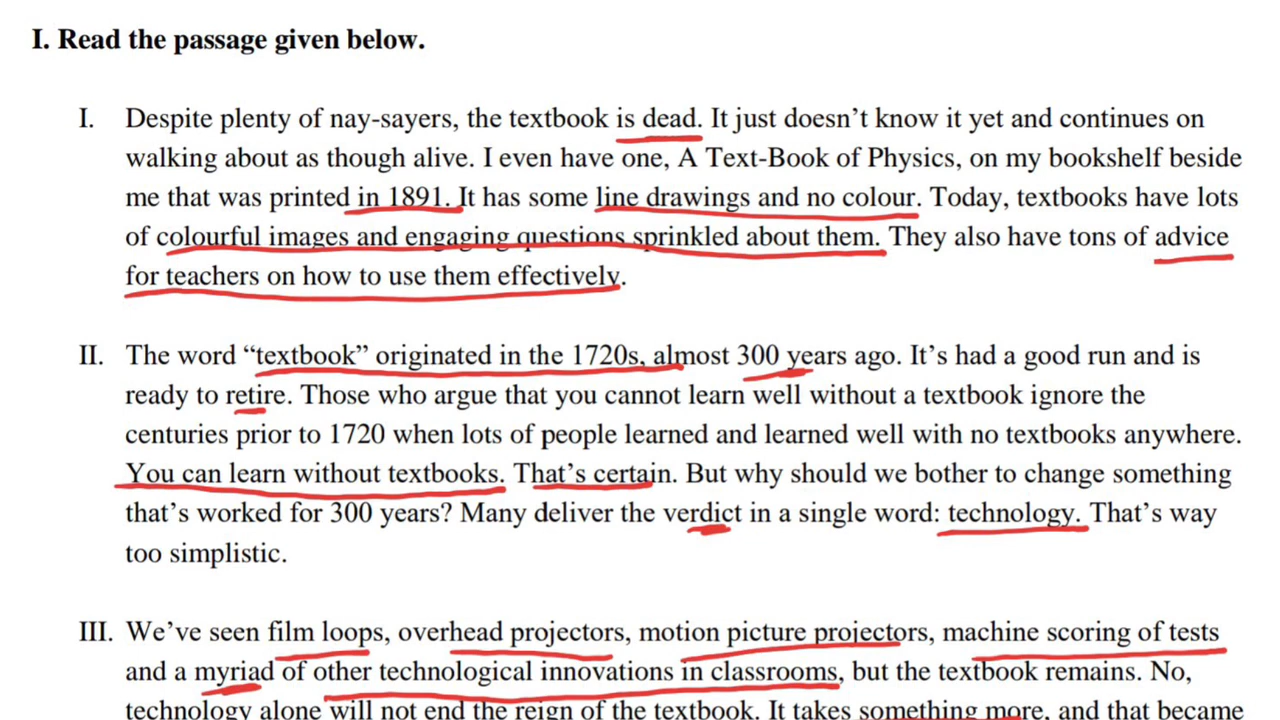 I. Read the passage given below.
I. Despite plenty of nay-sayers, the textbook is dead. It just doesn’t know it yet and continues on
walking about as though alive. I even have one, A Text-Book of Physics, on my bookshelf beside
me that was printed in 1891. It has some line drawings and no colour. Today, textbooks have lots
of colourful images and engaging questions sprinkled about them. They also have tons of advice
for teachers on how to use them effectively.
II. The word “textbook” originated in the 1720s, almost 300 years ago. It’s had a good run and is
ready to retire. Those who argue that you cannot learn well without a textbook ignore the
centuries prior to 1720 when lots of people learned and learned well with no textbooks anywhere.
You can learn without textbooks. That’s certain. But why should we bother to change something
that’s worked for 300 years? Many deliver the verdict in a single word: technology. That’s way
too simplistic.
III. We’ve seen film loops, overhead projectors, motion picture projectors, machine scoring of tests
and a myriad of other technological innovations in classrooms, but the textbook remains. No,
technology alone will not end the reign of the textbook. It takes something more, and that became